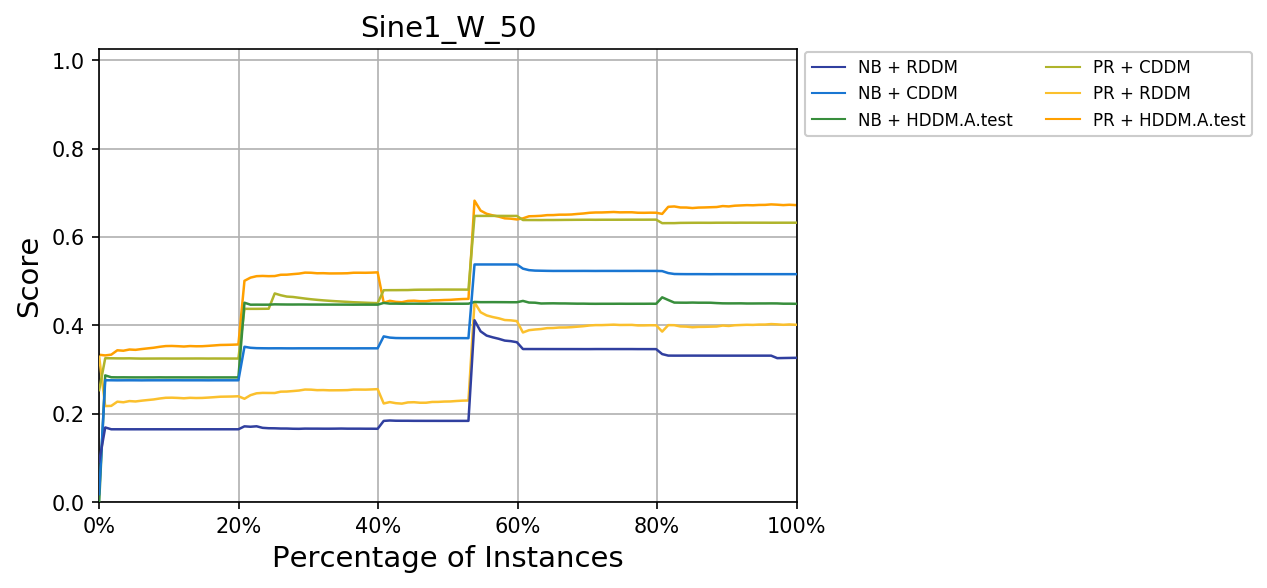 Sine1_W_50
1.0
0.8
0.6
0.4
0.2
0.0
Score
0% 20% 40% 60% 80% 100%
Percentage of Instances
NB + RDDM
NB + CDDM
NB + HDDM.A.test
PR + CDDM
PR + RDDM
PR + HDDM.A.test